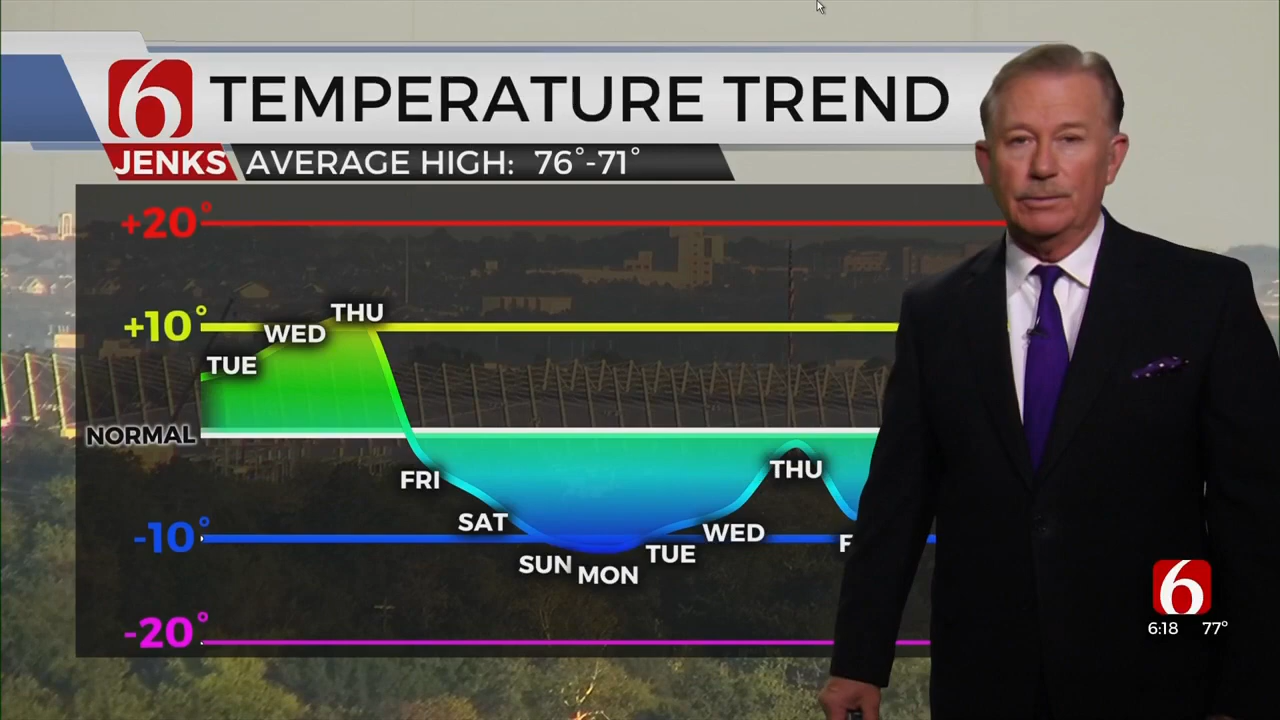 6 TEMPERATURE TREND
JENKS AVERAGE HIGH: 76°-71°
+20°
+10°
NORMAL
-10°
-20°
TUE
WED
THU
FRI
SAT
SUN
MON
TUE
WED
THU
F
6
6:18 77°